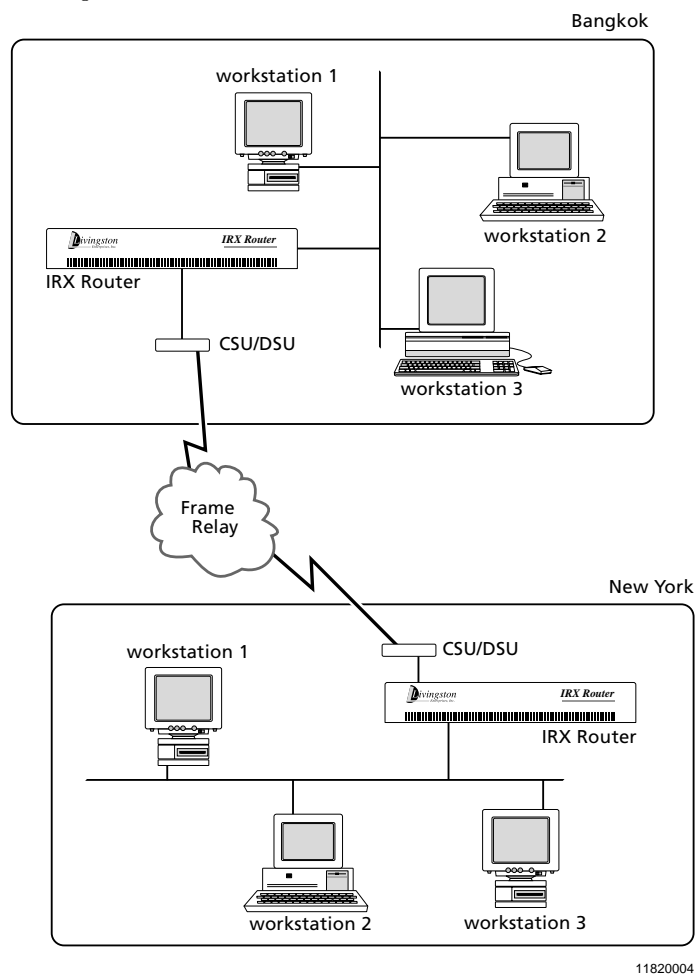 Bangkok
workstation 1
workstation 2
Livingston
IRX Router
IRX Router
CSU/DSU
workstation 3
Frame
Relay
New York
workstation 1
CSU/DSU
Livingston
IRX Router
IRX Router
workstation 2
workstation 3
11820004